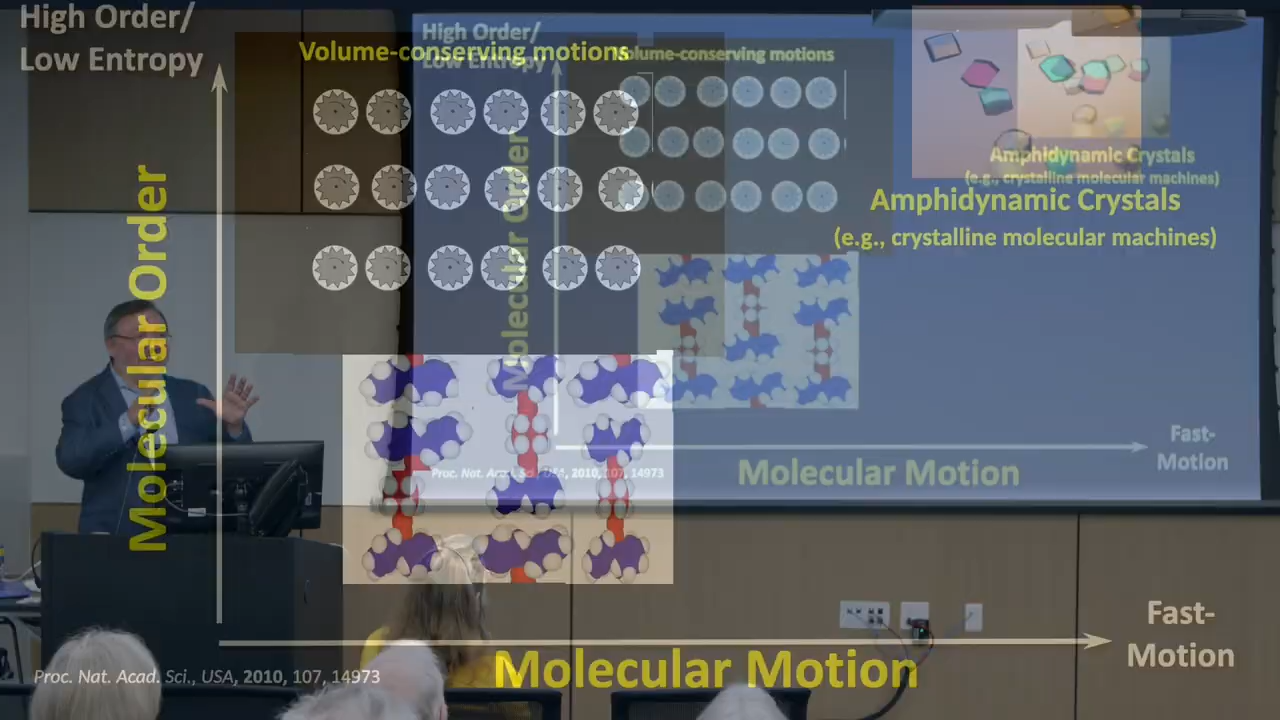 High Order/
Low Entropy
Volume-conserving motions
Molecular Order
Amphidynamic Crystals
(e.g., crystalline molecular machines)
Molecular Motion
Fast-
Motion
Proc. Nat. Acad. Sci., USA, 2010, 107, 14973
High Order/
Low Entropy
Volume-conserving motions
Molecular Order
Amphidynamic Crystals
(e.g., crystalline molecular machines)
Molecular Motion
Fast-
Motion
Proc. Nat. Acad. Sci., USA, 2010, 107, 14973